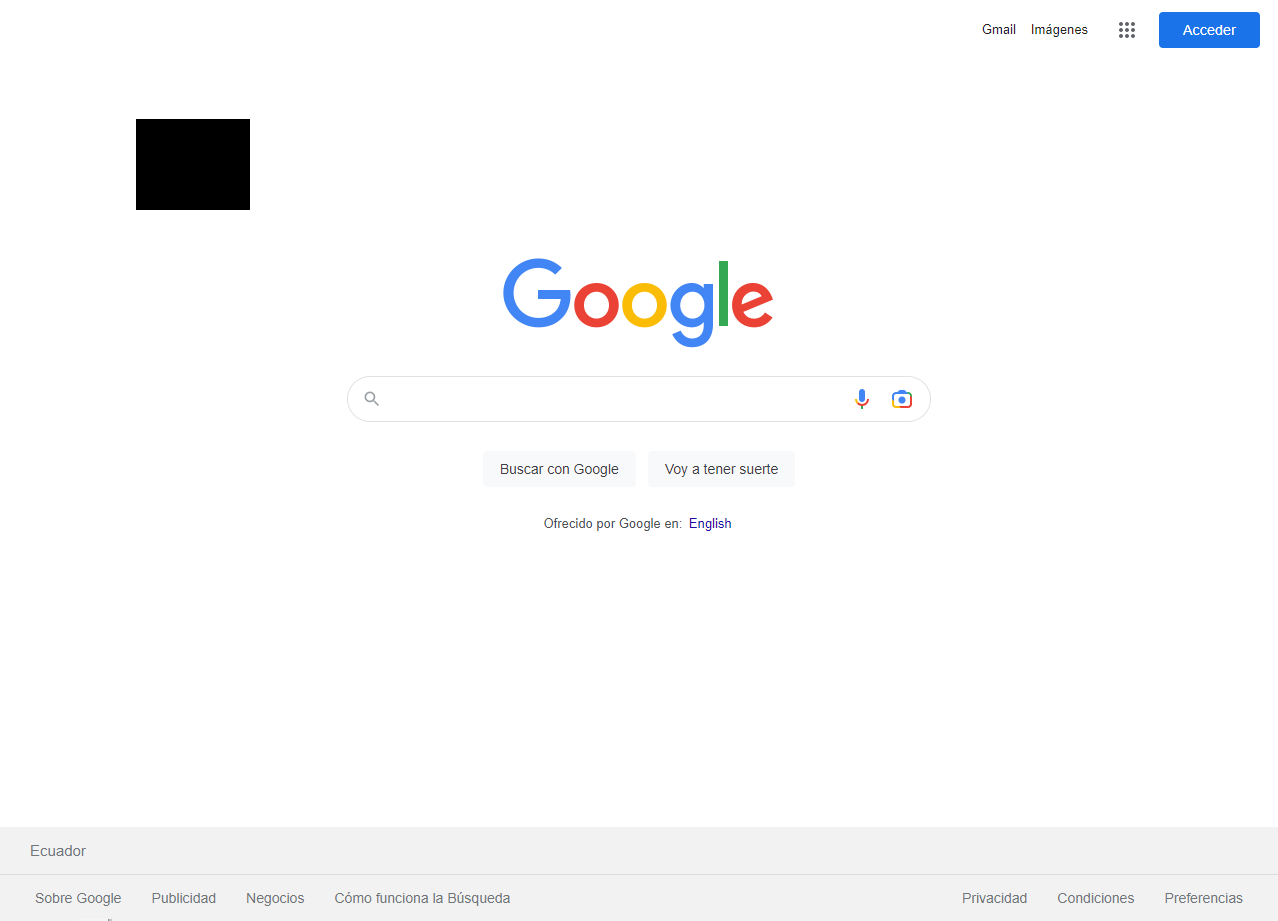 Gmail Imágenes Acceder
Google
Buscar con Google Voy a tener suerte
Ofrecido por Google en: English
Ecuador
Sobre Google Publicidad Negocios Cómo funciona la Búsqueda Privacidad Condiciones Preferencias